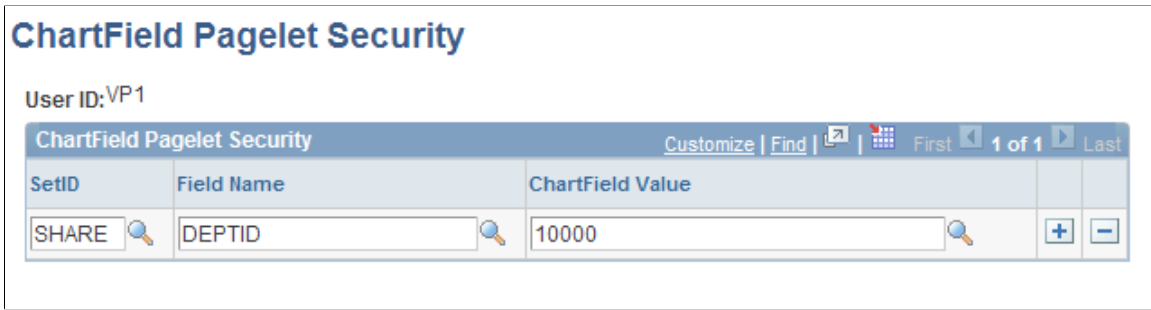 ChartField Pagelet Security
User ID: VP1
ChartField Pagelet Security Customize | Find | | First 1 of 1 Last
SetID Field Name ChartField Value
SHARE DEPTID 10000